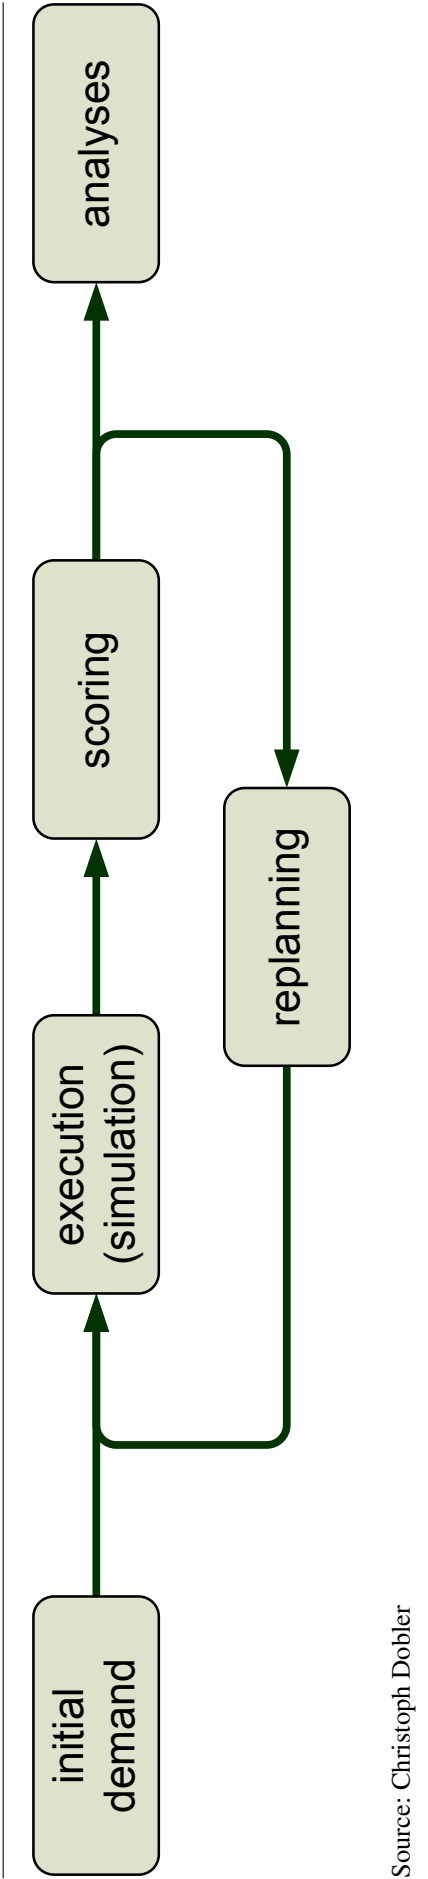 initial
demand
execution
(simulation)
scoring
analyses
replanning
Source: Christoph Dobler